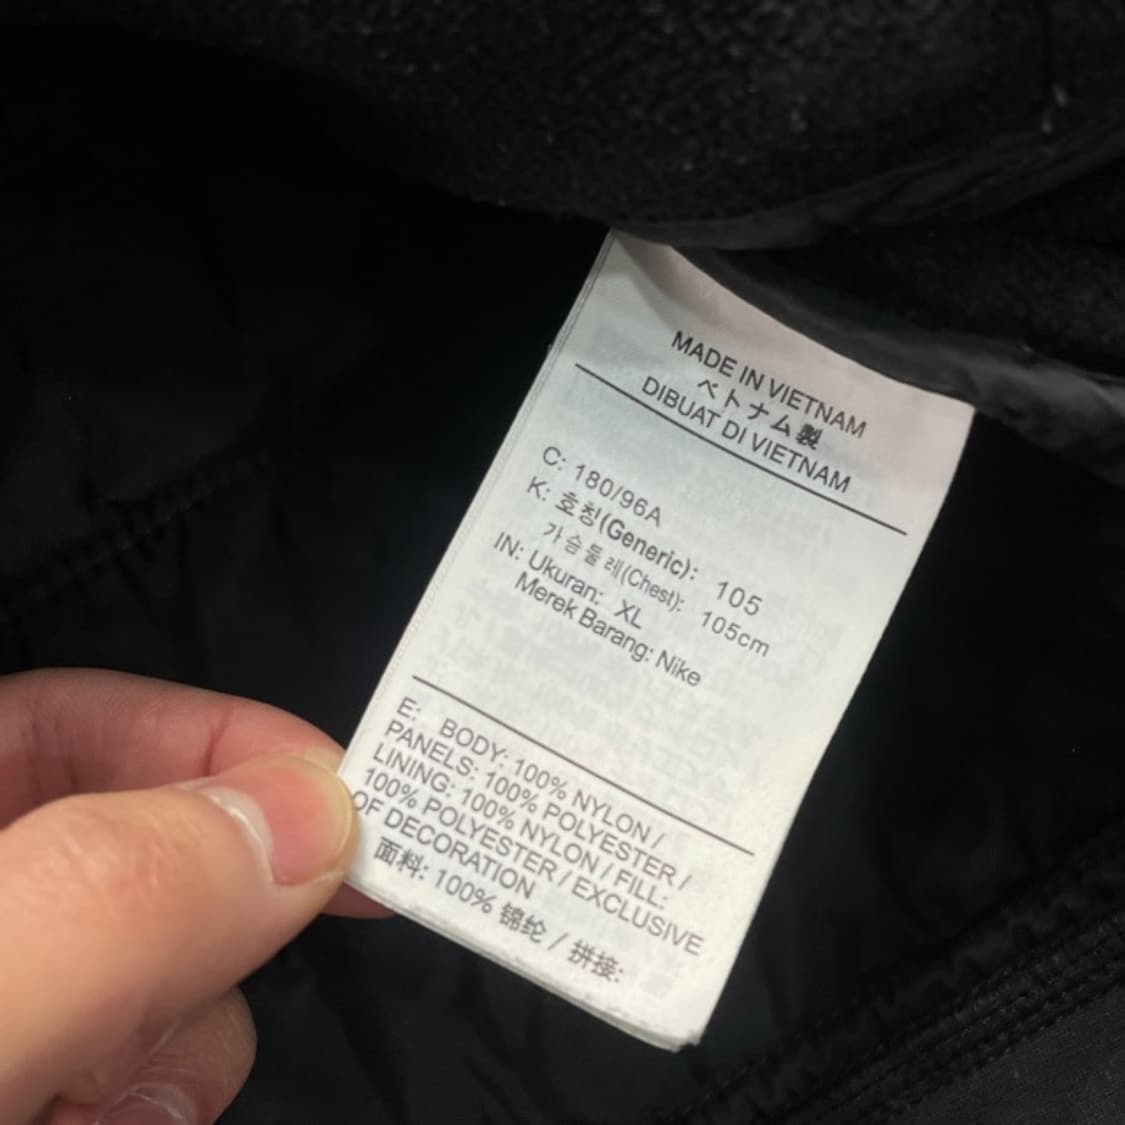 MADE IN VIETNAM
ベトナム製
DIBUAT DI VIETNAM
C: 180/96A
K: 호칭(Generic): 105
가슴둘레(Chest): 105cm
IN: Ukuran: XL
Merek Barang: Nike
E: BODY: 100% NYLON /
PANELS: 100% POLYESTER /
LINING: 100% NYLON / FILL:
100% POLYESTER / EXCLUSIVE
OF DECORATION
面料: 100% 锦纶 / 拼接: